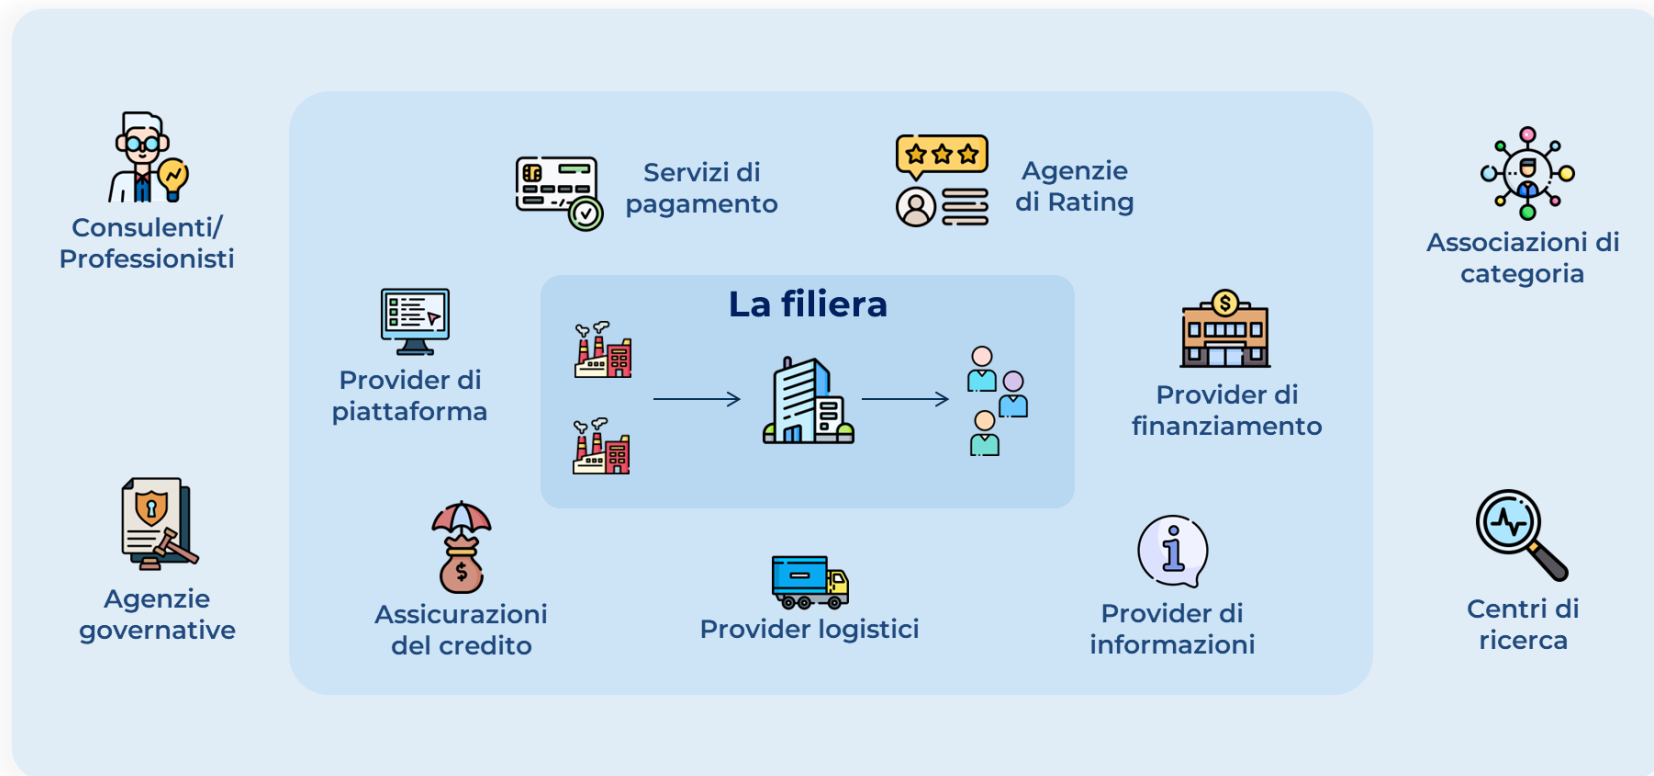 Consulenti/
Professionisti
Servizi di
pagamento
Agenzie
di Rating
Associazioni di
categoria
La filiera
Provider di
piattaforma
Provider di
finanziamento
Agenzie
governative
Assicurazioni
del credito
Provider logistici
Provider di
informazioni
Centri di
ricerca